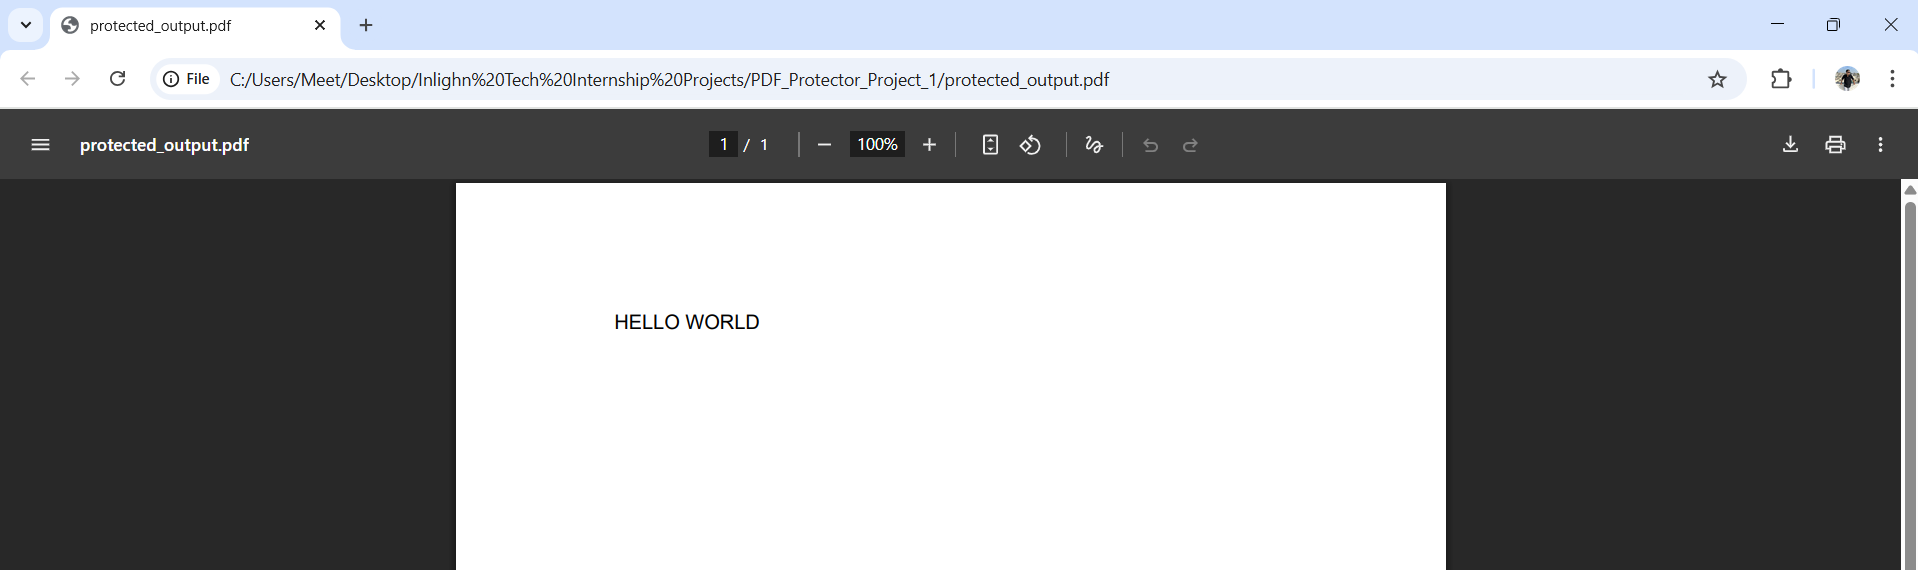 protected_output.pdf
File
C:/Users/Meet/Desktop/Inlighn%20Tech%20Internship%20Projects/PDF_Protector_Project_1/protected_output.pdf
protected_output.pdf
1 / 1
100%
HELLO WORLD